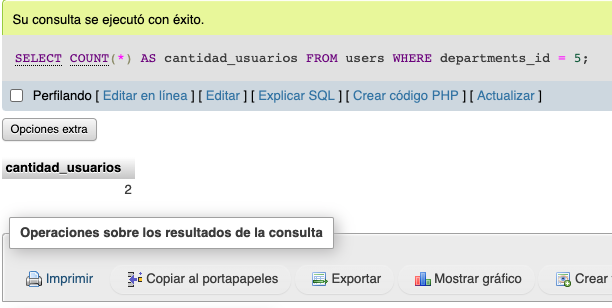 Su consulta se ejecutó con éxito.
SELECT COUNT(*) AS cantidad_usuarios FROM users WHERE departments_id = 5;
Perfilando [ Editar en línea ] [ Editar ] [ Explicar SQL ] [ Crear código PHP ] [ Actualizar ]
Opciones extra
cantidad_usuarios
2
Operaciones sobre los resultados de la consulta
Imprimir Copiar al portapapeles Exportar Mostrar gráfico Crear